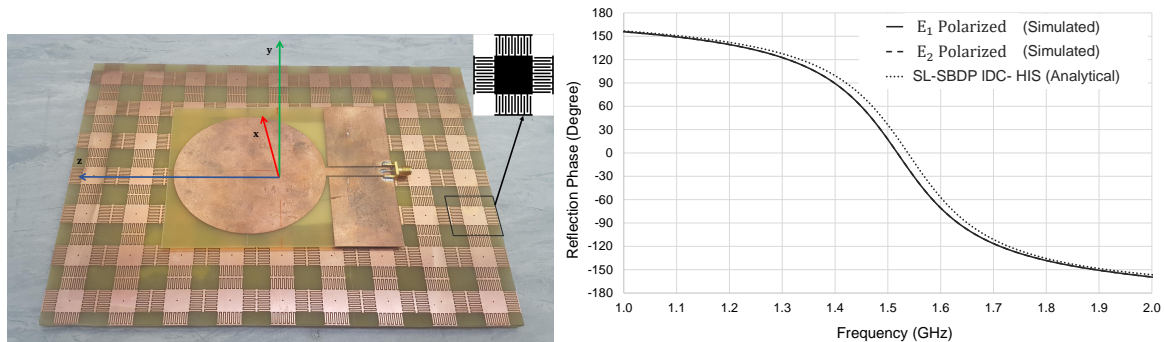 y
x
z
180
150
120
90
60
30
0
-30
-60
-90
-120
-150
-180
Reflection Phase (Degree)
E1 Polarized (Simulated)
E2 Polarized (Simulated)
SL-SBDP IDC- HIS (Analytical)
1.0 1.1 1.2 1.3 1.4 1.5 1.6 1.7 1.8 1.9 2.0
Frequency (GHz)